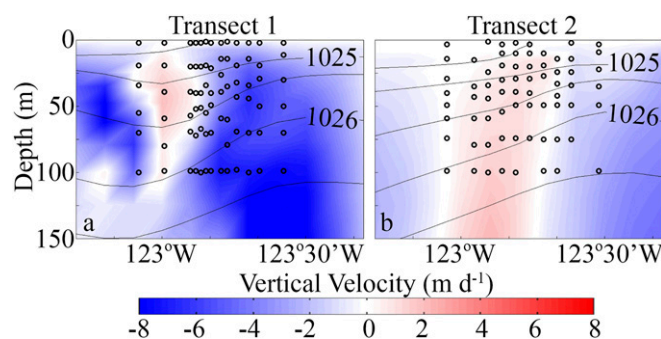 Transect 1 Transect 2
0
50
100
150
Depth (m)
1025
1026
a
1025
1026
b
123°W 123°30'W 123°W 123°30'W
Vertical Velocity (m d⁻¹)
-8 -6 -4 -2 0 2 4 6 8